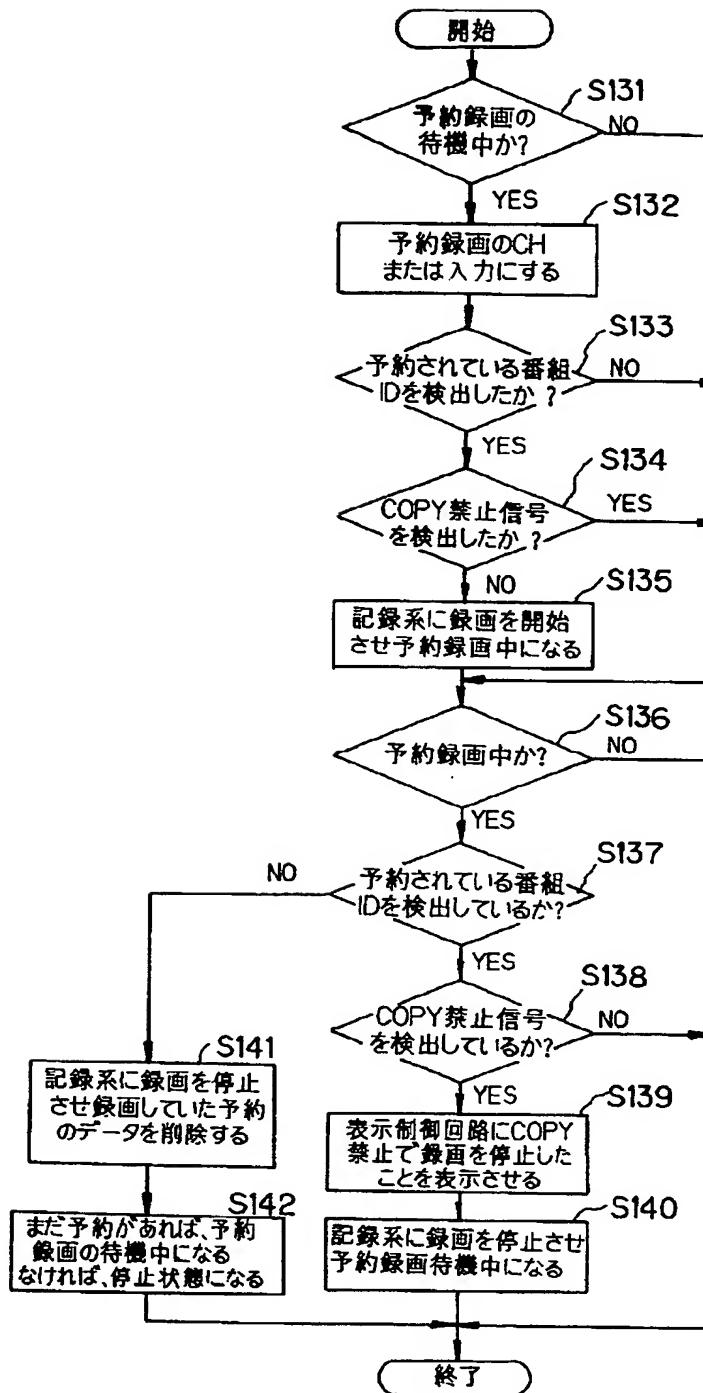 開始
S131
予約録画の
待機中か?
NO
YES
S132
予約録画のCH
または入力にする
S133
予約されている番組
IDを検出したか?
NO
YES
S134
COPY禁止信号
を検出したか?
YES
NO
S135
記録系に録画を開始
させ予約録画中になる
S136
予約録画中か?
NO
YES
S137
予約されている番組
IDを検出しているか?
NO
YES
S138
COPY禁止信号
を検出しているか?
NO
YES
S139
表示制御回路にCOPY
禁止で録画を停止した
ことを表示させる
S140
記録系に録画を停止させ
予約録画待機中になる
S141
記録系に録画を停止
させ録画していた予約
のデータを削除する
S142
まだ予約があれば、予約
録画の待機中になる
なければ、停止状態になる
終了